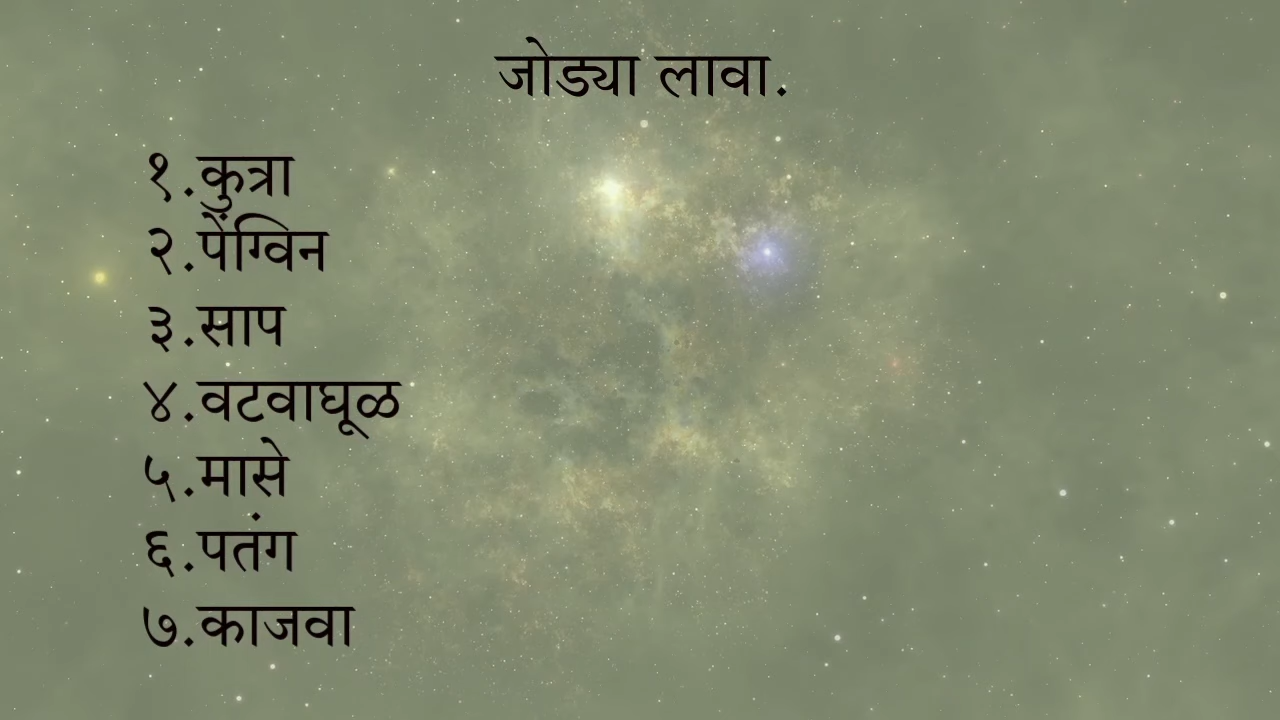 जोड्या लावा.
१.कुत्रा
२.पेंग्विन
३.साप
४.वटवाघूळ
५.मासे
६.पतंग
७.काजवा